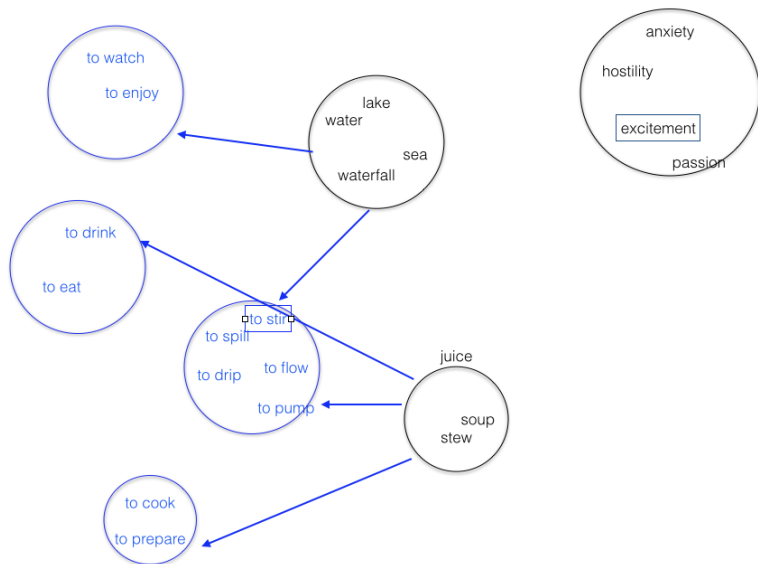 to watch
to enjoy
lake
water
sea
waterfall
anxiety
hostility
excitement
passion
to drink
to eat
to stir
to spill
to flow
to drip
to pump
juice
soup
stew
to cook
to prepare